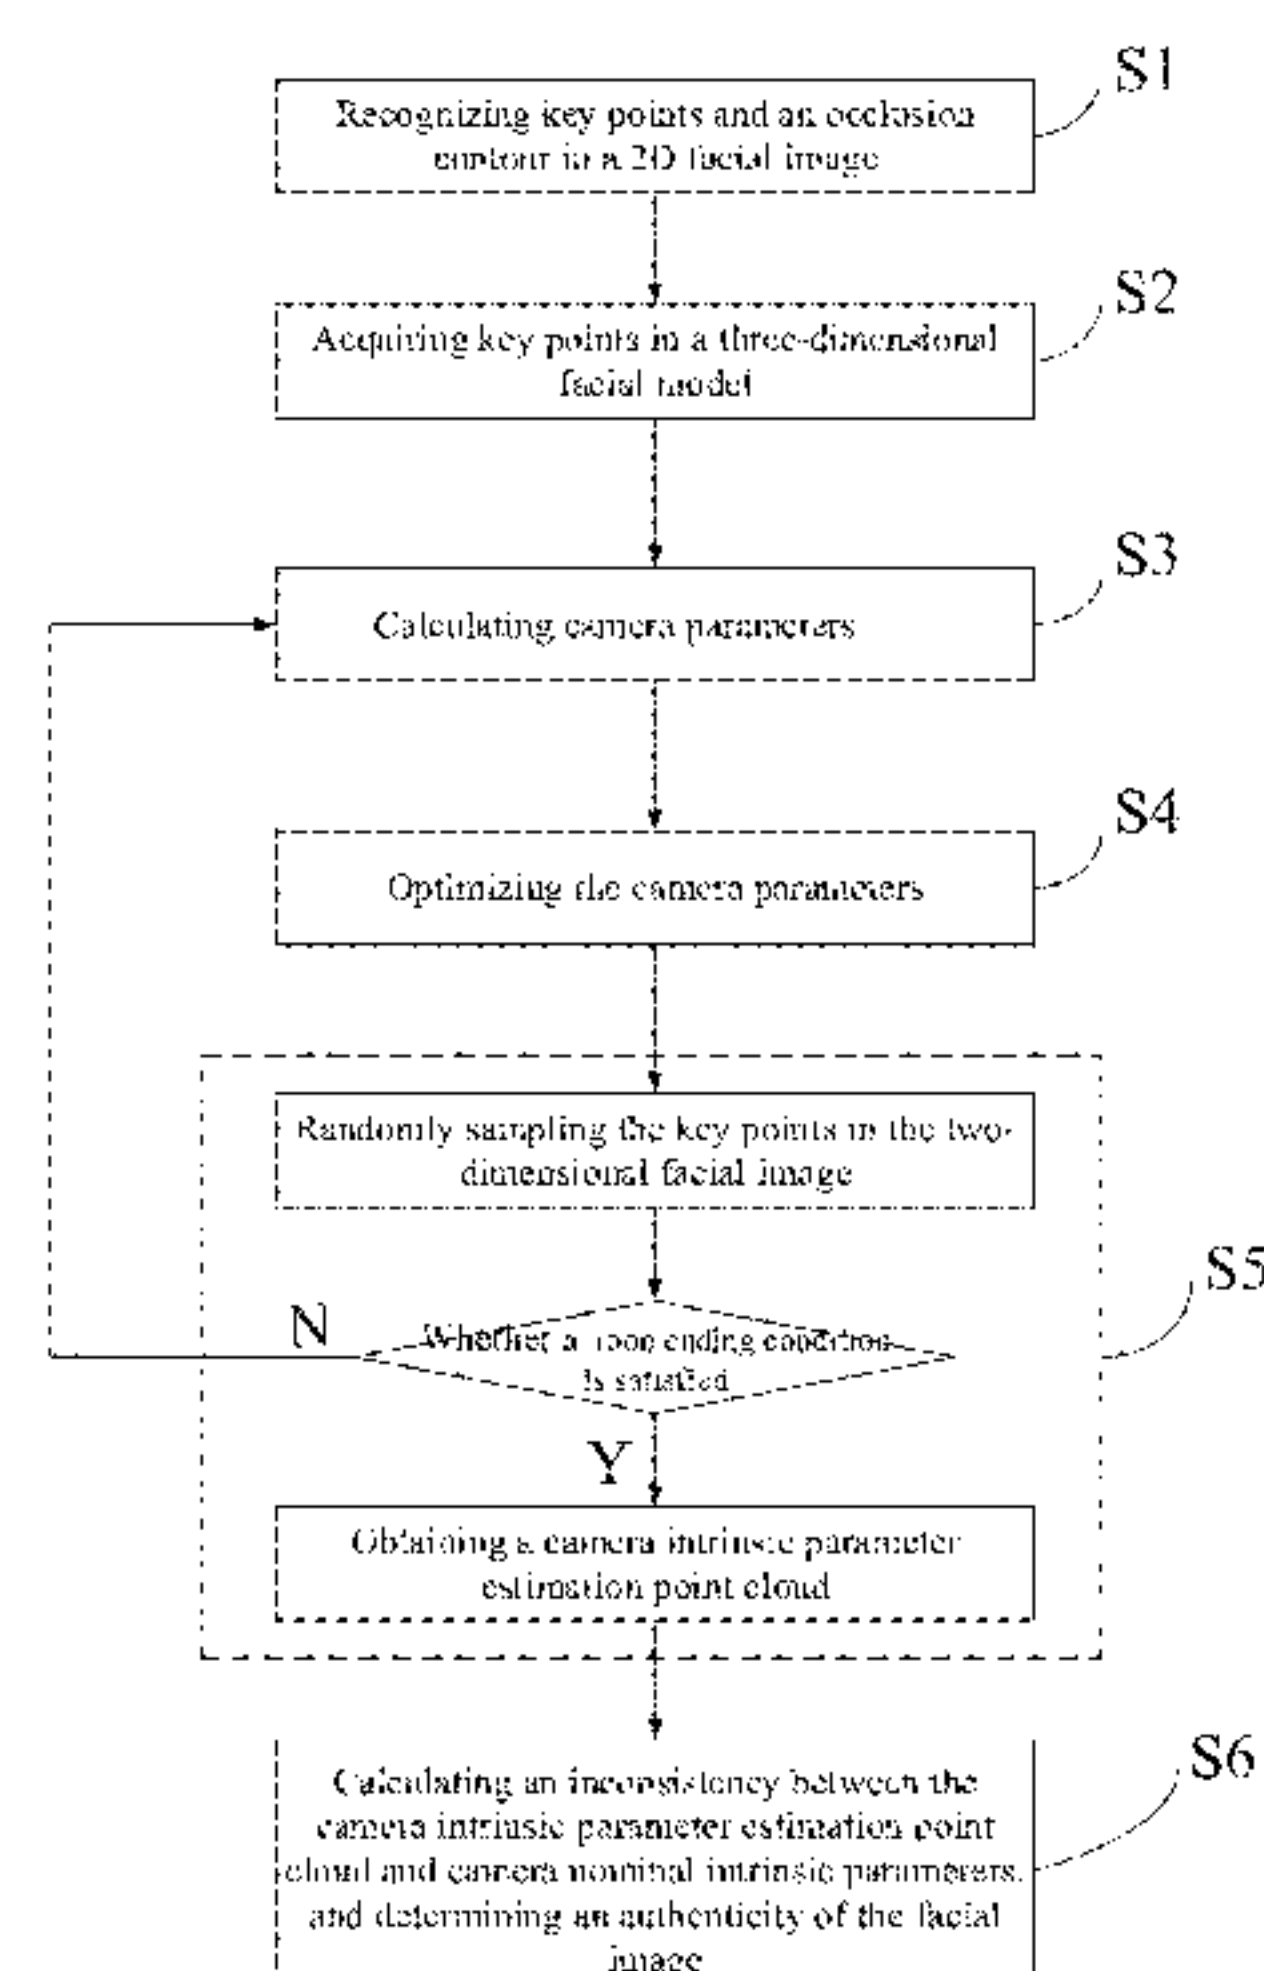 S1
Recognizing key points and an occlusion
contour in a 2D facial image
S2
Acquiring key points in a three-dimensional
facial model
S3
Calculating camera parameters
S4
Optimizing the camera parameters
Randomly sampling the key points in the two-
dimensional facial image
S5
N
Whether a loop ending condition
is satisfied
Y
Obtaining a camera intrinsic parameter
estimation point cloud
S6
Calculating an inconsistency between the
camera intrinsic parameter estimation point
cloud and camera nominal intrinsic parameters,
and determining an authenticity of the facial
image